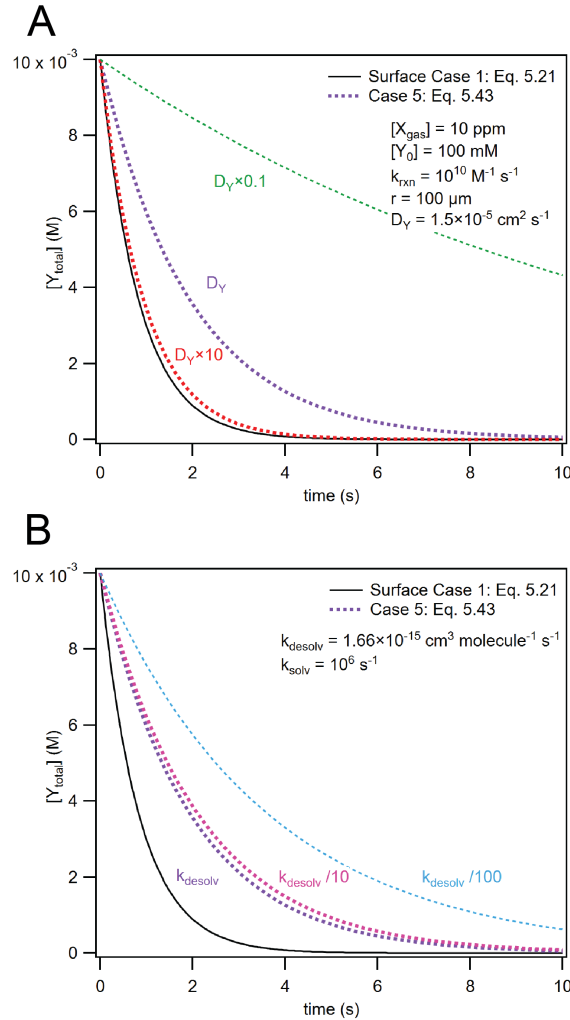 A
10 x 10⁻³
8
6
4
2
0
[Y_total] (M)
Surface Case 1: Eq. 5.21
Case 5: Eq. 5.43
[X_gas] = 10 ppm
[Y_0] = 100 mM
k_rxn = 10¹⁰ M⁻¹ s⁻¹
r = 100 µm
D_Y = 1.5×10⁻⁵ cm² s⁻¹
D_Y×0.1
D_Y
D_Y×10
0 2 4 6 8 10
time (s)
B
10 x 10⁻³
8
6
4
2
0
[Y_total] (M)
Surface Case 1: Eq. 5.21
Case 5: Eq. 5.43
k_desolv = 1.66×10⁻¹⁵ cm³ molecule⁻¹ s⁻¹
k_solv = 10⁶ s⁻¹
k_desolv k_desolv /10 k_desolv /100
0 2 4 6 8 10
time (s)